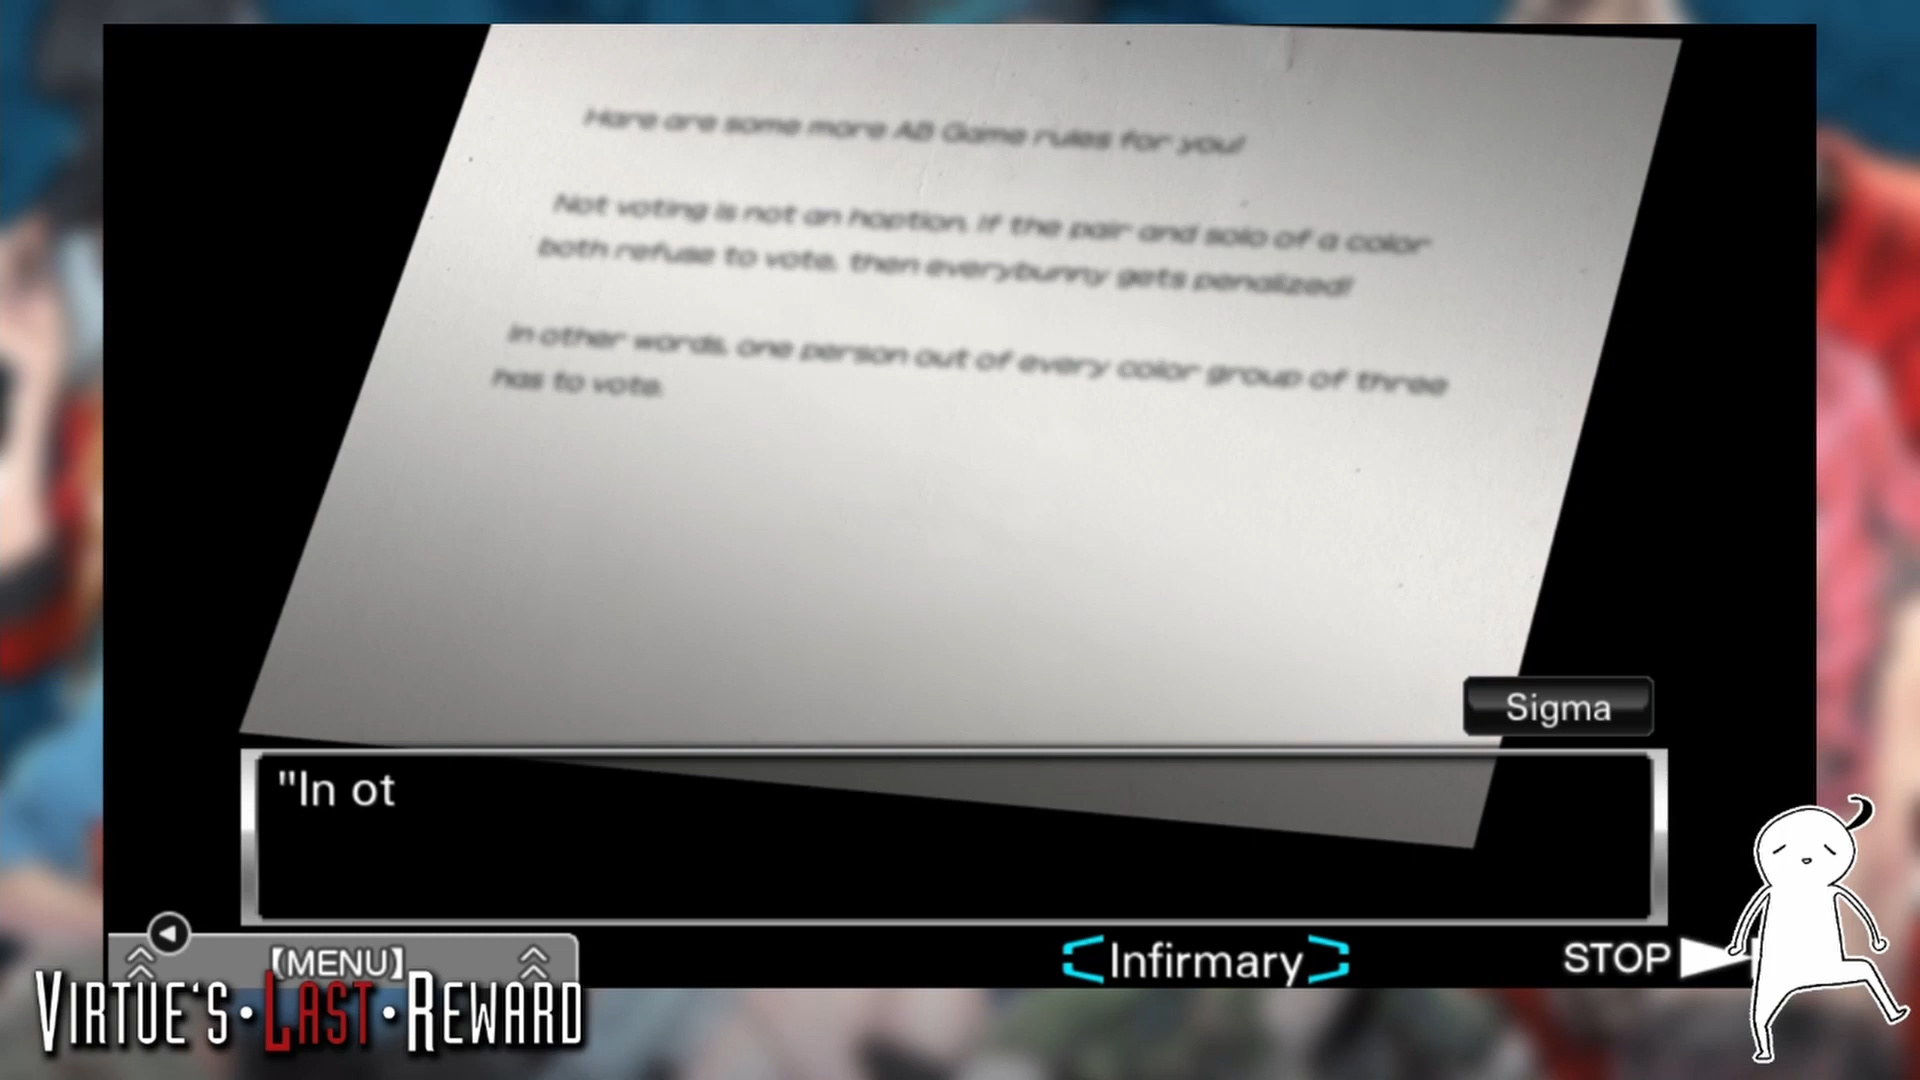 Here are some more AB Game rules for you!
Not voting is not an hoption. If the pair and solo of a color
both refuse to vote, then everybunny gets penalized!
In other words, one person out of every color group of three
has to vote.
Sigma
"In ot
【MENU】
Infirmary
STOP
VIRTUE'S・LAST・REWARD